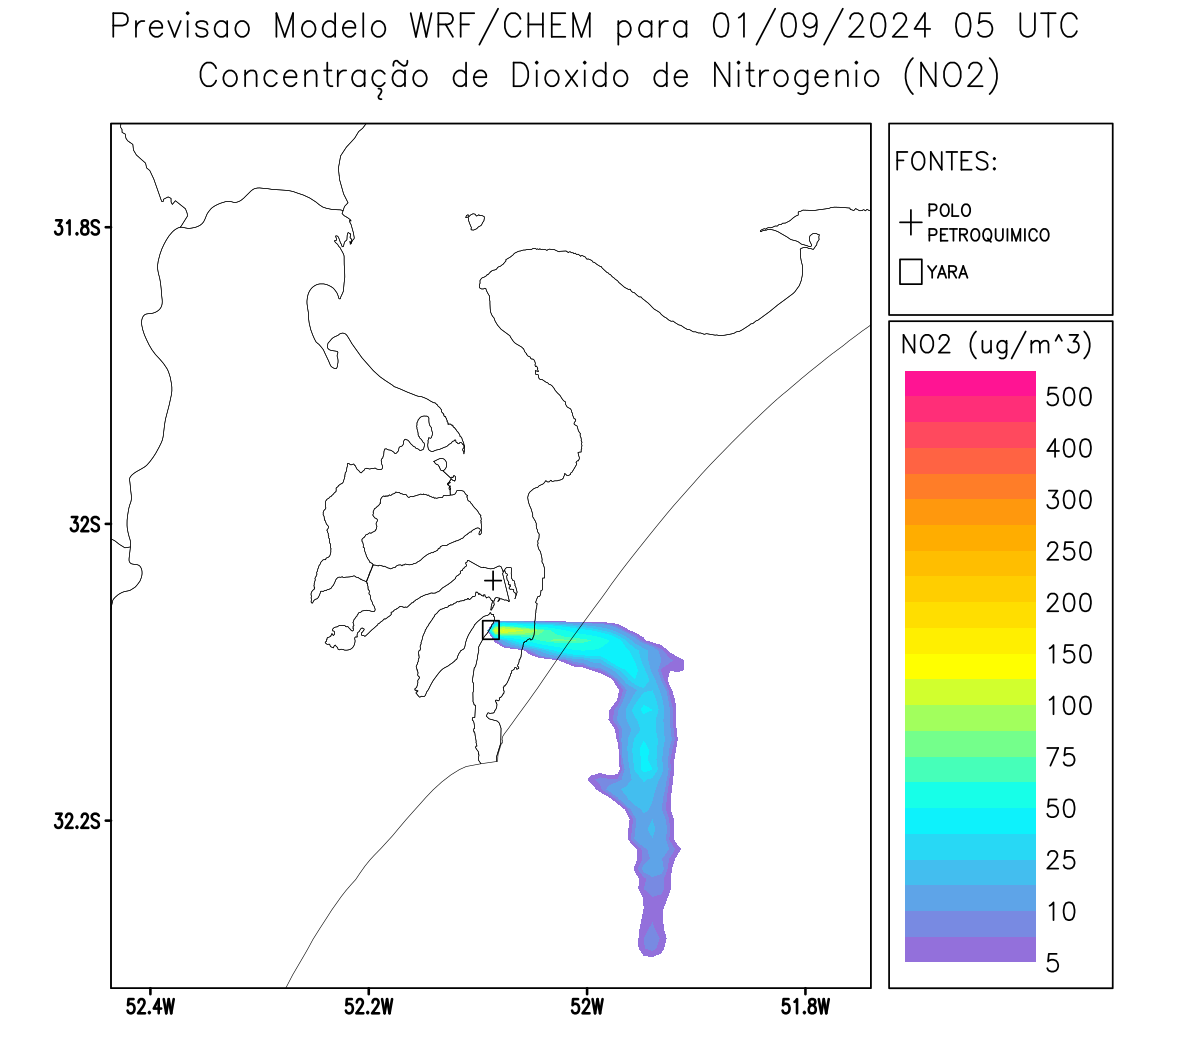 Previsao Modelo WRF/CHEM para 01/09/2024 05 UTC
Concentração de Dioxido de Nitrogenio (NO2)
FONTES:
POLO
PETROQUIMICO
YARA
NO2 (ug/m^3)
500
400
300
250
200
150
100
75
50
25
10
5
31.8S
32S
32.2S
52.4W
52.2W
52W
51.8W